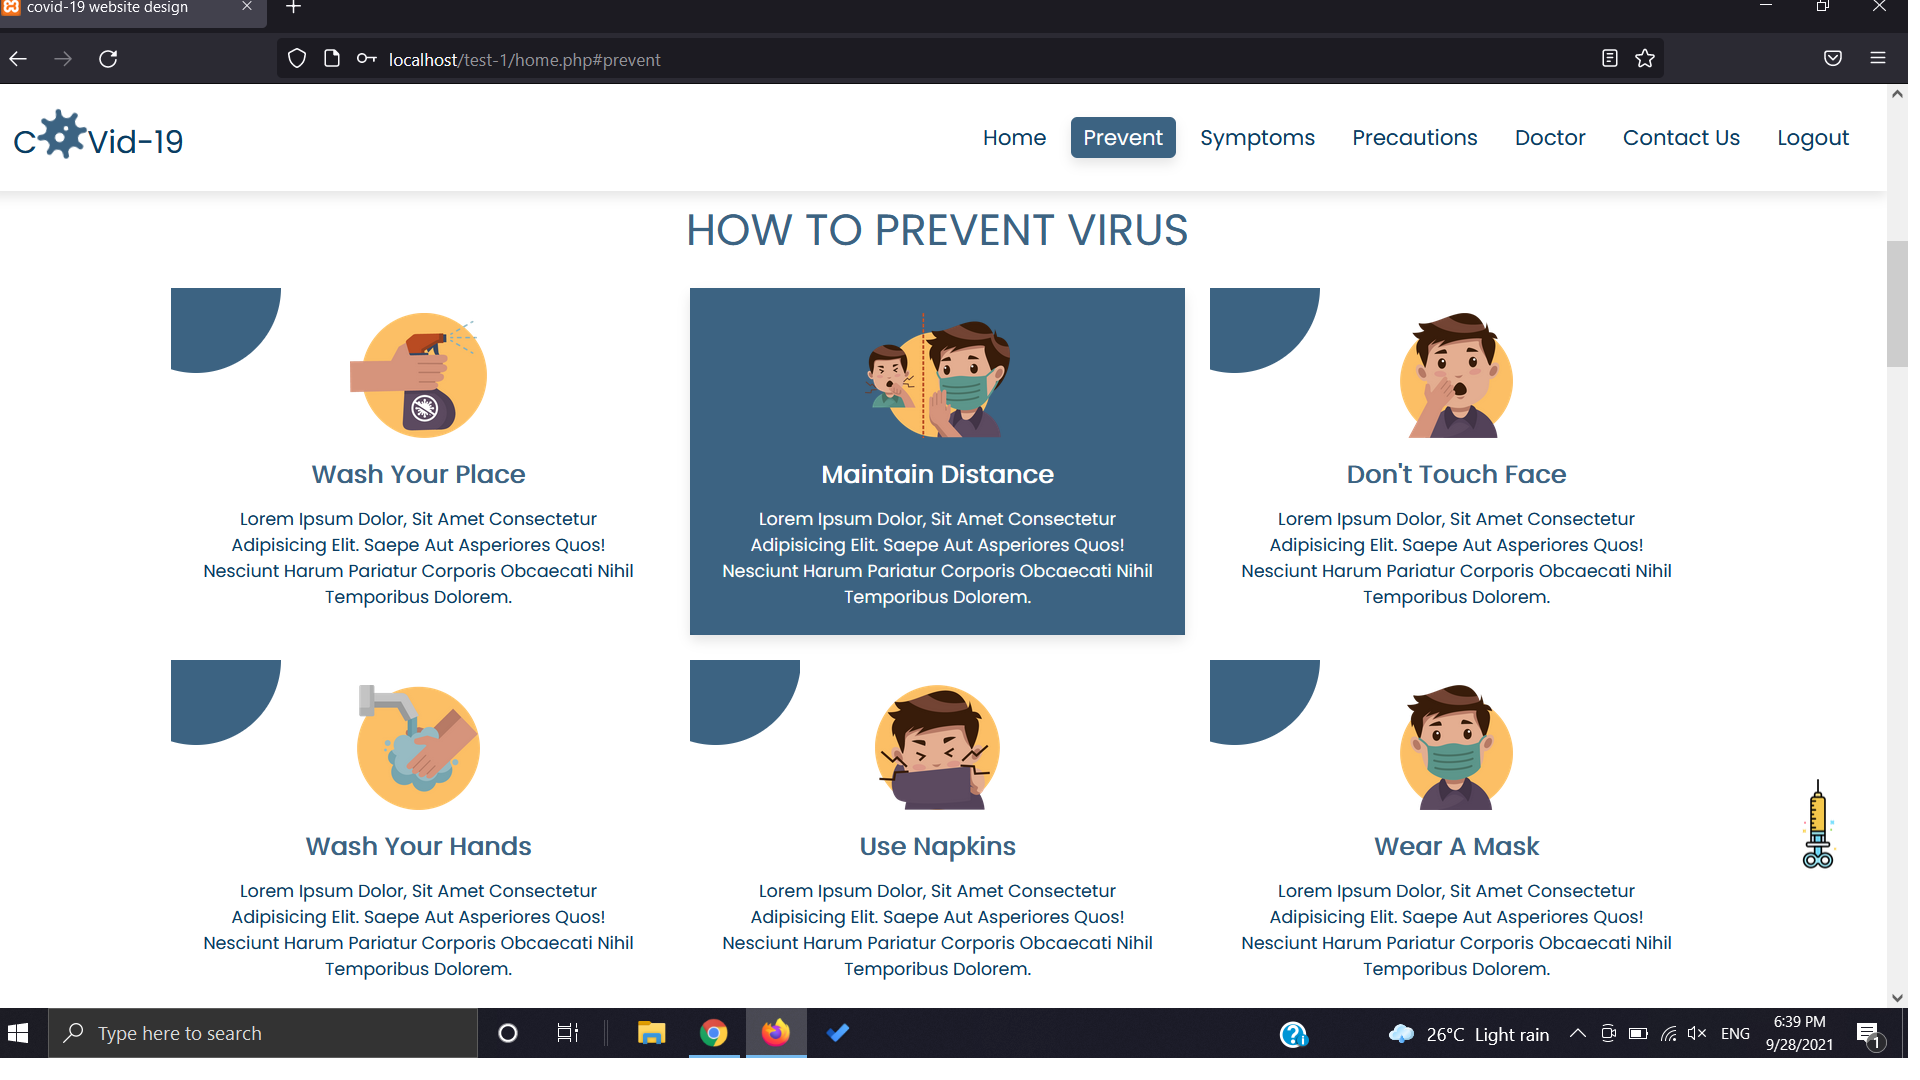 covid-19 website design
localhost/test-1/home.php#prevent
C Vid-19
Home Prevent Symptoms Precautions Doctor Contact Us Logout
HOW TO PREVENT VIRUS
Wash Your Place
Lorem Ipsum Dolor, Sit Amet Consectetur
Adipisicing Elit. Saepe Aut Asperiores Quos!
Nesciunt Harum Pariatur Corporis Obcaecati Nihil
Temporibus Dolorem.
Maintain Distance
Lorem Ipsum Dolor, Sit Amet Consectetur
Adipisicing Elit. Saepe Aut Asperiores Quos!
Nesciunt Harum Pariatur Corporis Obcaecati Nihil
Temporibus Dolorem.
Don't Touch Face
Lorem Ipsum Dolor, Sit Amet Consectetur
Adipisicing Elit. Saepe Aut Asperiores Quos!
Nesciunt Harum Pariatur Corporis Obcaecati Nihil
Temporibus Dolorem.
Wash Your Hands
Lorem Ipsum Dolor, Sit Amet Consectetur
Adipisicing Elit. Saepe Aut Asperiores Quos!
Nesciunt Harum Pariatur Corporis Obcaecati Nihil
Temporibus Dolorem.
Use Napkins
Lorem Ipsum Dolor, Sit Amet Consectetur
Adipisicing Elit. Saepe Aut Asperiores Quos!
Nesciunt Harum Pariatur Corporis Obcaecati Nihil
Temporibus Dolorem.
Wear A Mask
Lorem Ipsum Dolor, Sit Amet Consectetur
Adipisicing Elit. Saepe Aut Asperiores Quos!
Nesciunt Harum Pariatur Corporis Obcaecati Nihil
Temporibus Dolorem.
Type here to search
26°C Light rain
ENG
6:39 PM
9/28/2021
1